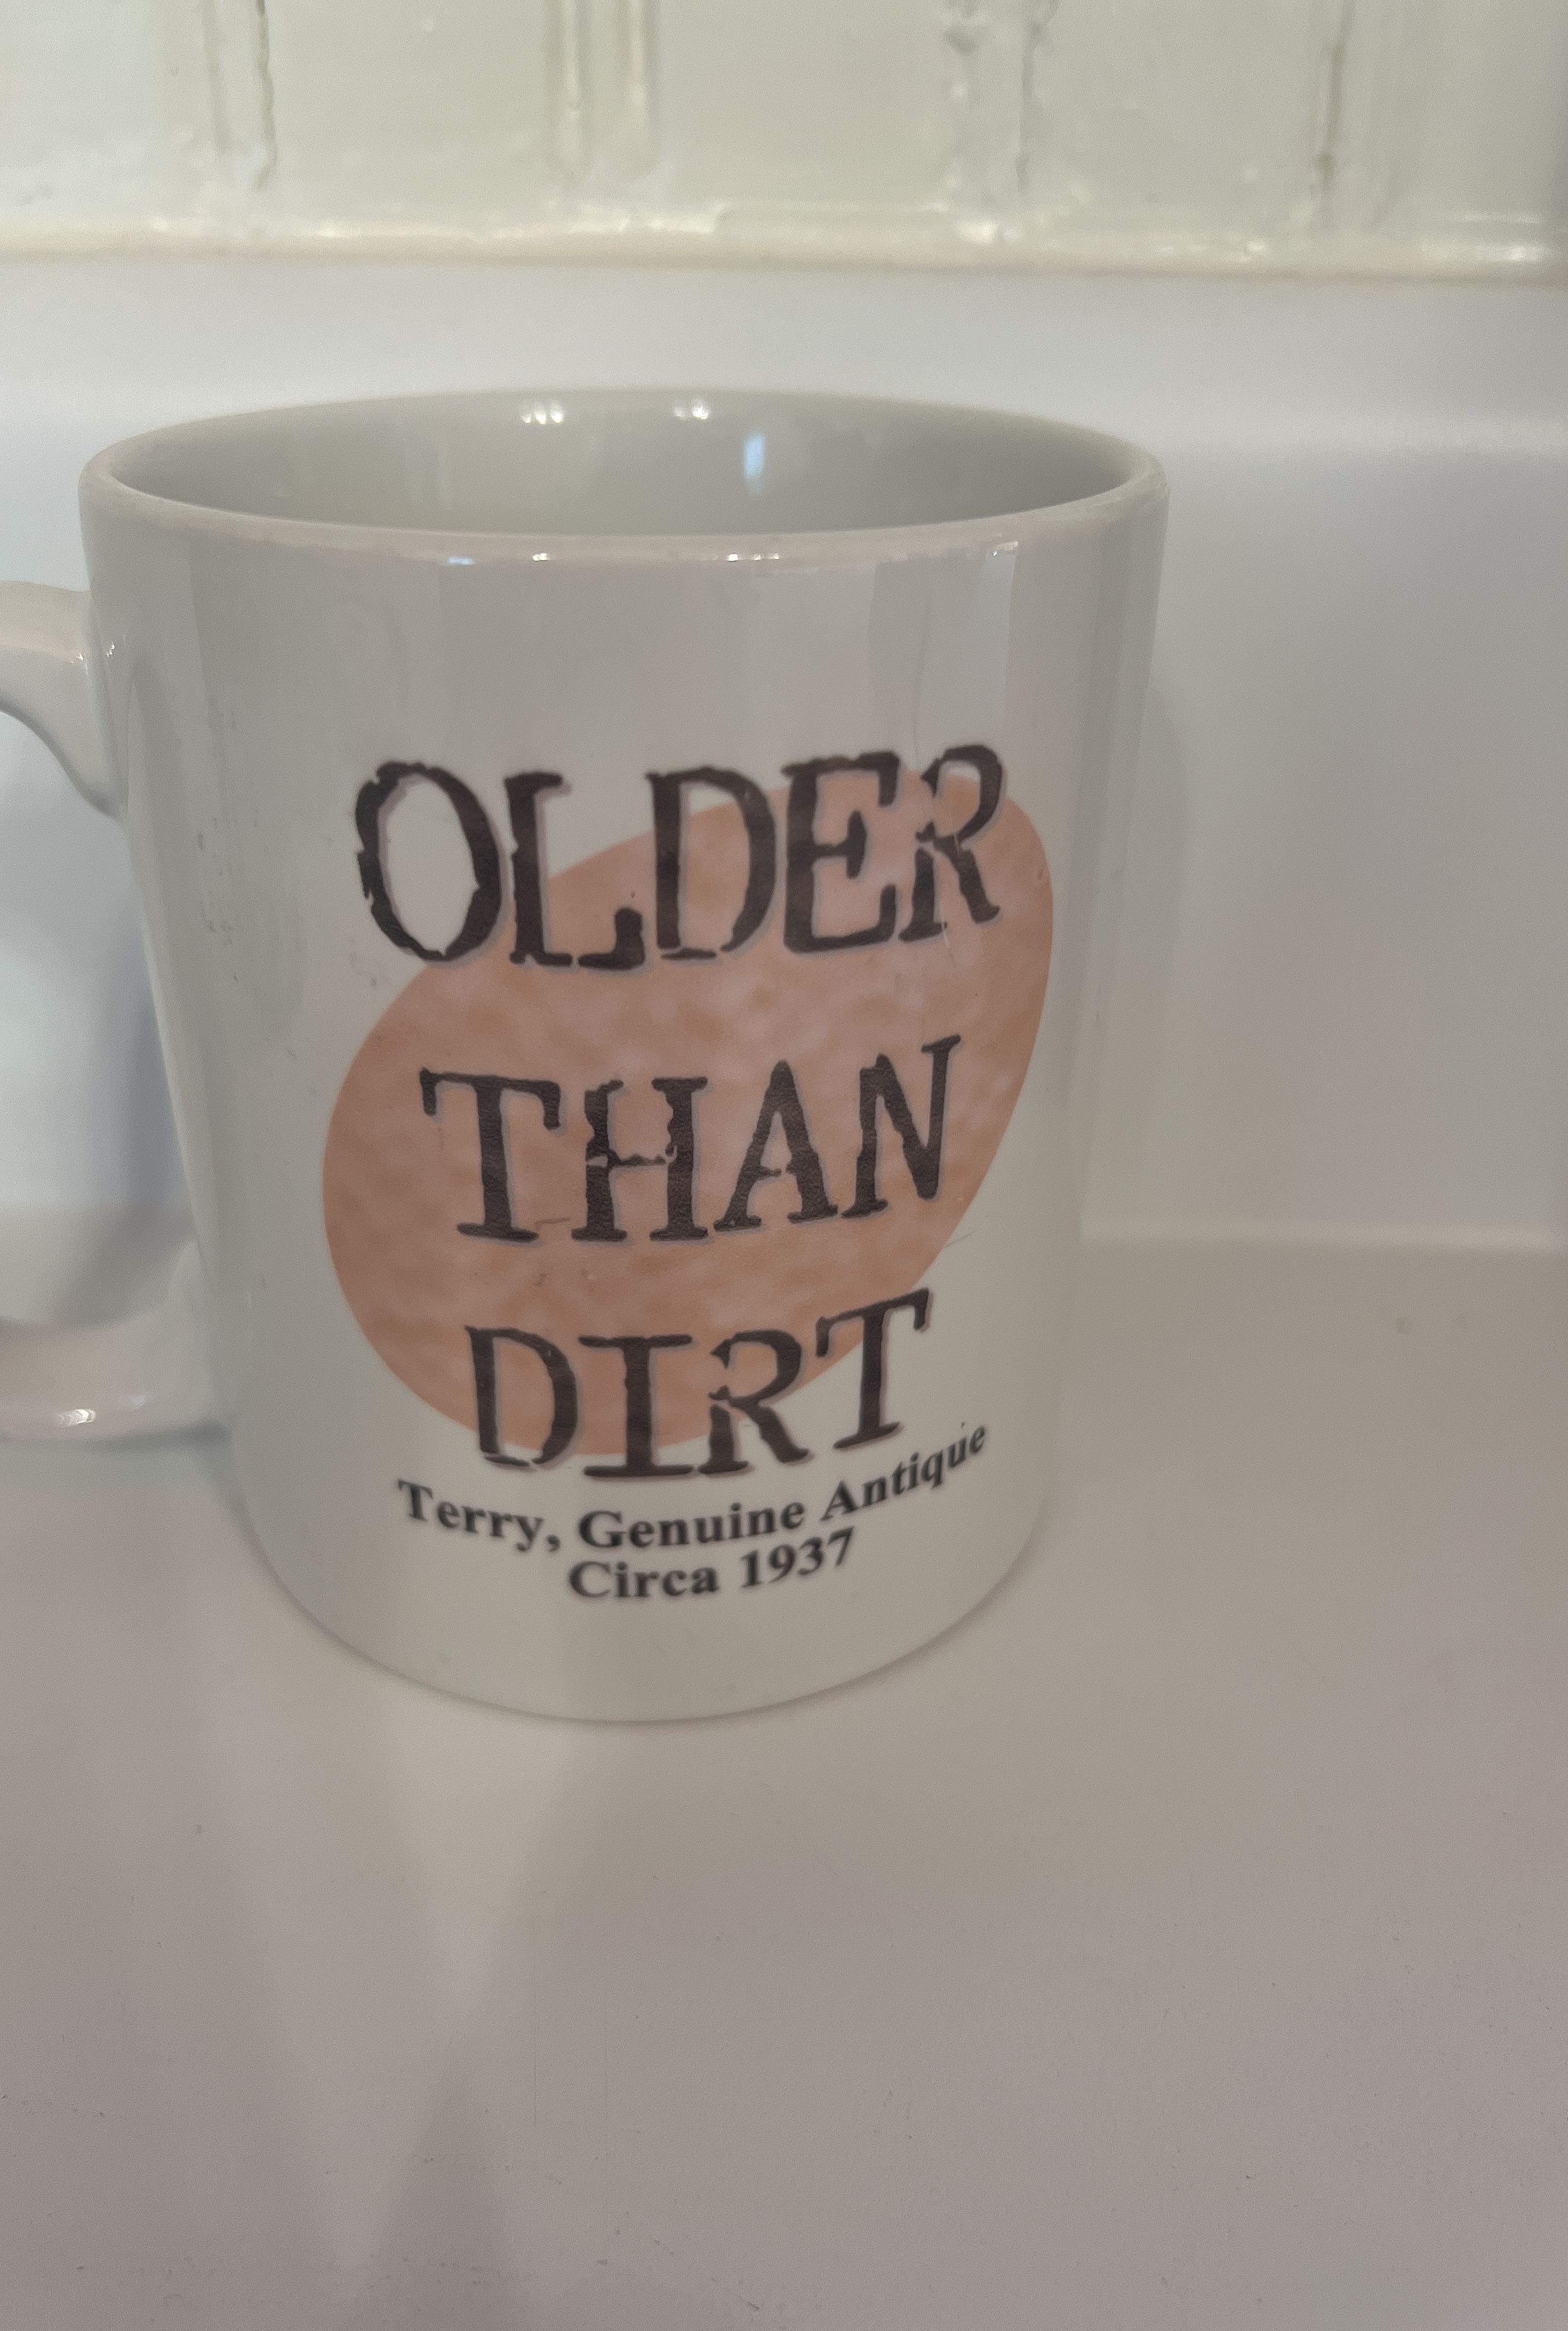 OLDER
THAN
DIRT
Terry, Genuine Antique
Circa 1937